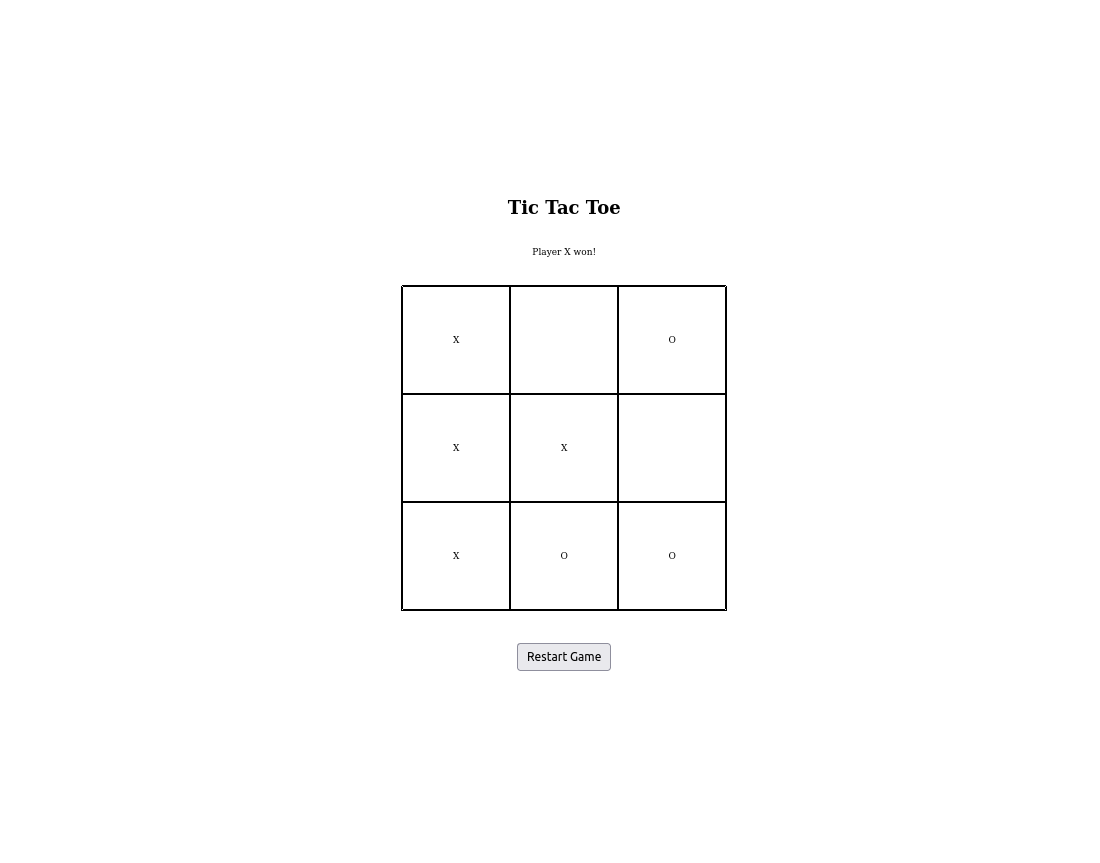 Tic Tac Toe
Player X won!
X O
X X
X O O
Restart Game